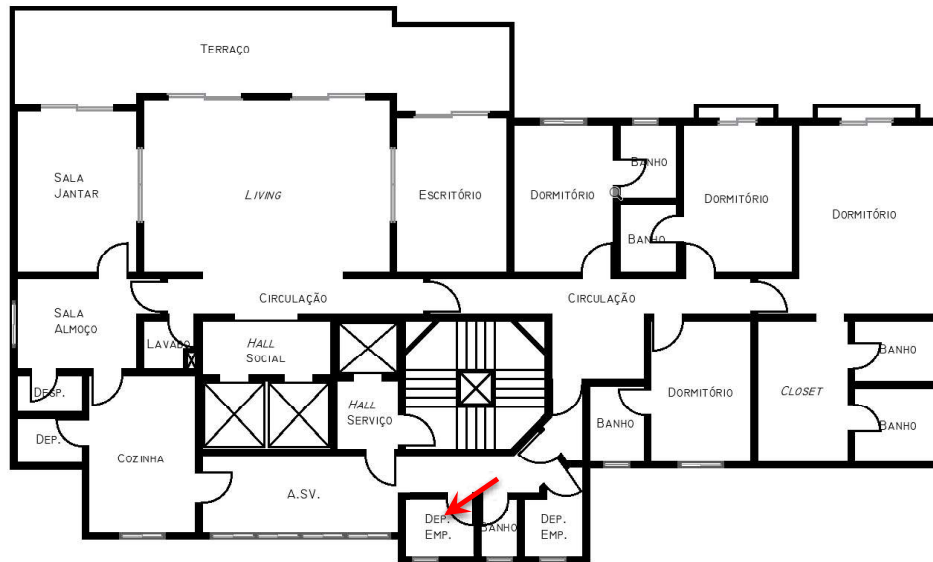 TERRAÇO
SALA
JANTAR
LIVING
ESCRITÓRIO
DORMITÓRIO
BANHO
BANHO
DORMITÓRIO
DORMITÓRIO
SALA
ALMOÇO
CIRCULAÇÃO
CIRCULAÇÃO
LAVABO
HALL
SOCIAL
HALL
SERVIÇO
DESP.
DEP.
COZINHA
A.SV.
BANHO
DORMITÓRIO
CLOSET
BANHO
BANHO
DEP.
EMP.
BANHO
DEP.
EMP.